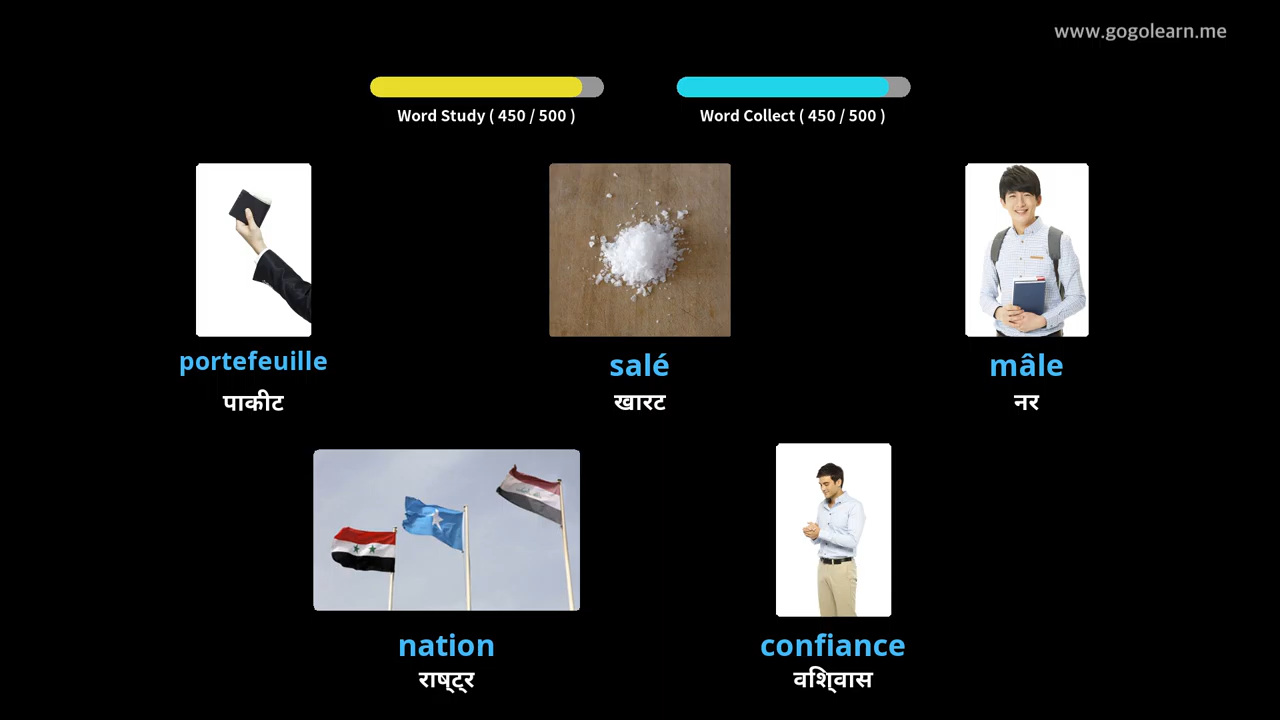 www.gogolearn.me
Word Study ( 450 / 500 )
Word Collect ( 450 / 500 )
portefeuille
salé
mâle
पाकीट
खारट
नर
nation
confiance
राष्ट्र
विश्वास